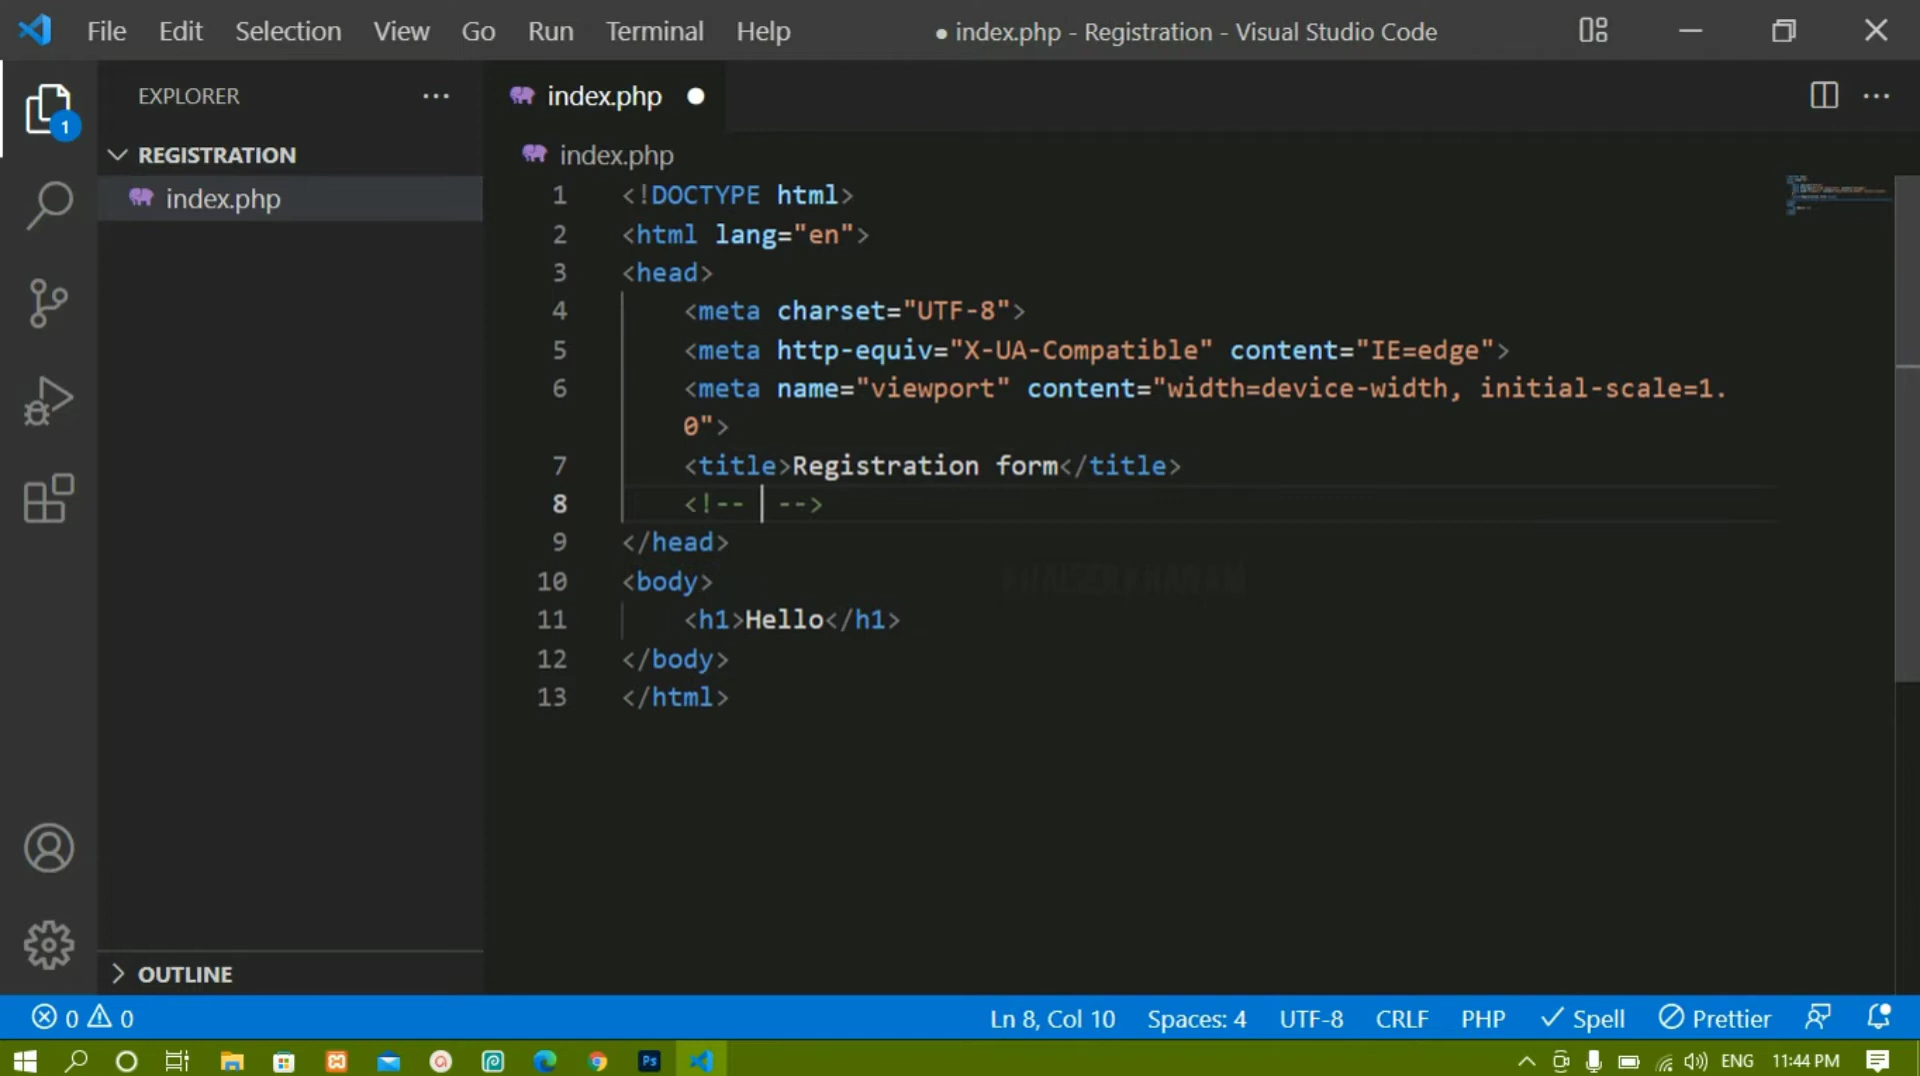 File Edit Selection View Go Run Terminal Help ● index.php - Registration - Visual Studio Code
EXPLORER
index.php
REGISTRATION
index.php
index.php
1 <!DOCTYPE html>
2 <html lang="en">
3 <head>
4 <meta charset="UTF-8">
5 <meta http-equiv="X-UA-Compatible" content="IE=edge">
6 <meta name="viewport" content="width=device-width, initial-scale=1.
0">
7 <title>Registration form</title>
8 <!-- -->
9 </head>
10 <body>
11 <h1>Hello</h1>
12 </body>
13 </html>
1
OUTLINE
0 0 Ln 8, Col 10 Spaces: 4 UTF-8 CRLF PHP Spell Prettier
Ps ENG 11:44 PM